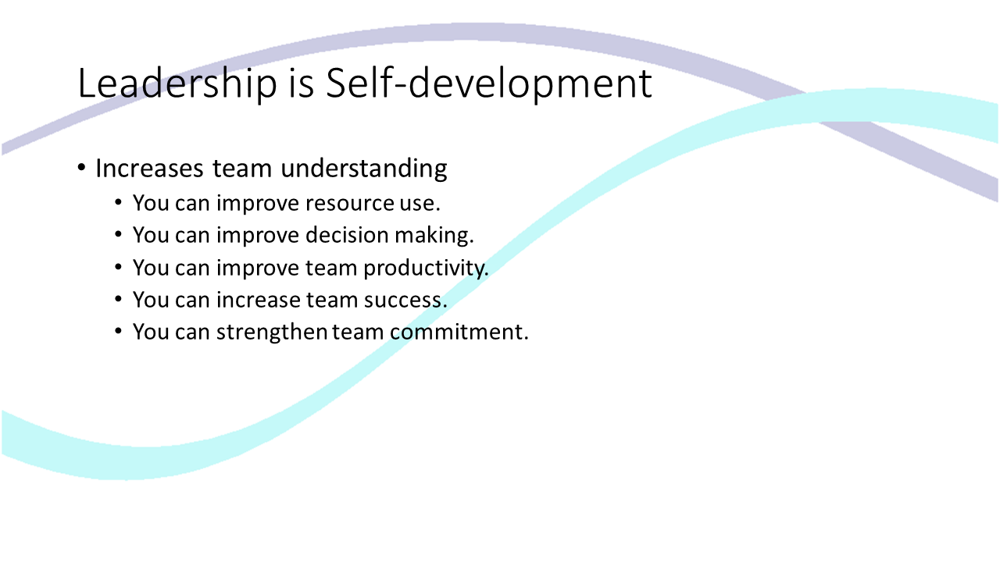 Leadership is Self-development
• Increases team understanding
• You can improve resource use.
• You can improve decision making.
• You can improve team productivity.
• You can increase team success.
• You can strengthen team commitment.